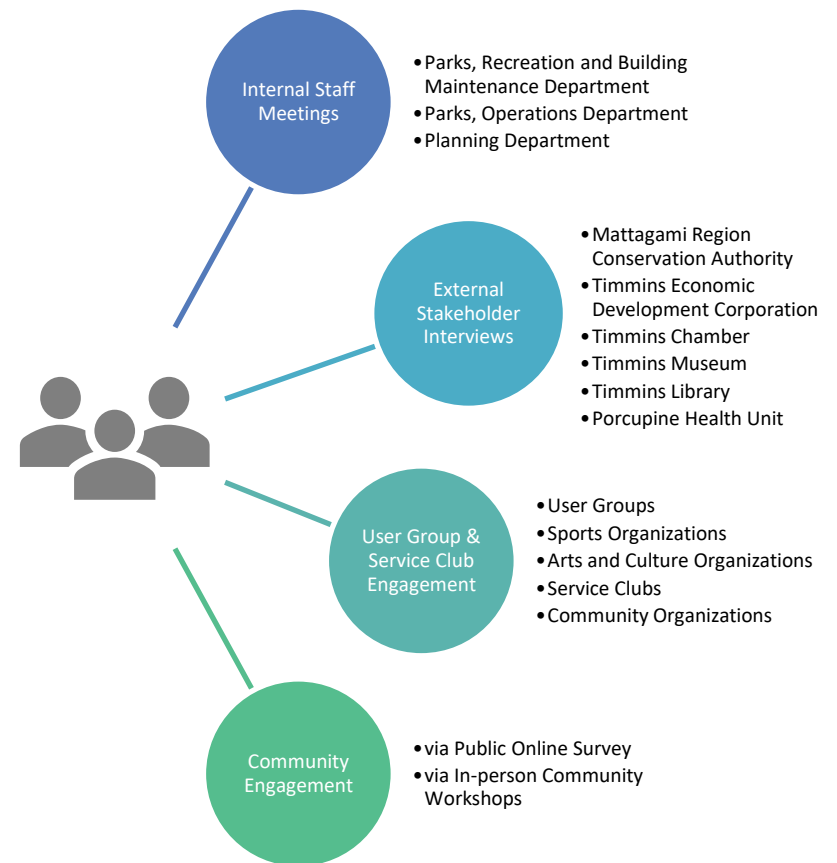 Internal Staff
Meetings
•Parks, Recreation and Building
Maintenance Department
•Parks, Operations Department
•Planning Department
External
Stakeholder
Interviews
•Mattagami Region
Conservation Authority
•Timmins Economic
Development Corporation
•Timmins Chamber
•Timmins Museum
•Timmins Library
•Porcupine Health Unit
User Group &
Service Club
Engagement
•User Groups
•Sports Organizations
•Arts and Culture Organizations
•Service Clubs
•Community Organizations
Community
Engagement
•via Public Online Survey
•via In-person Community
Workshops